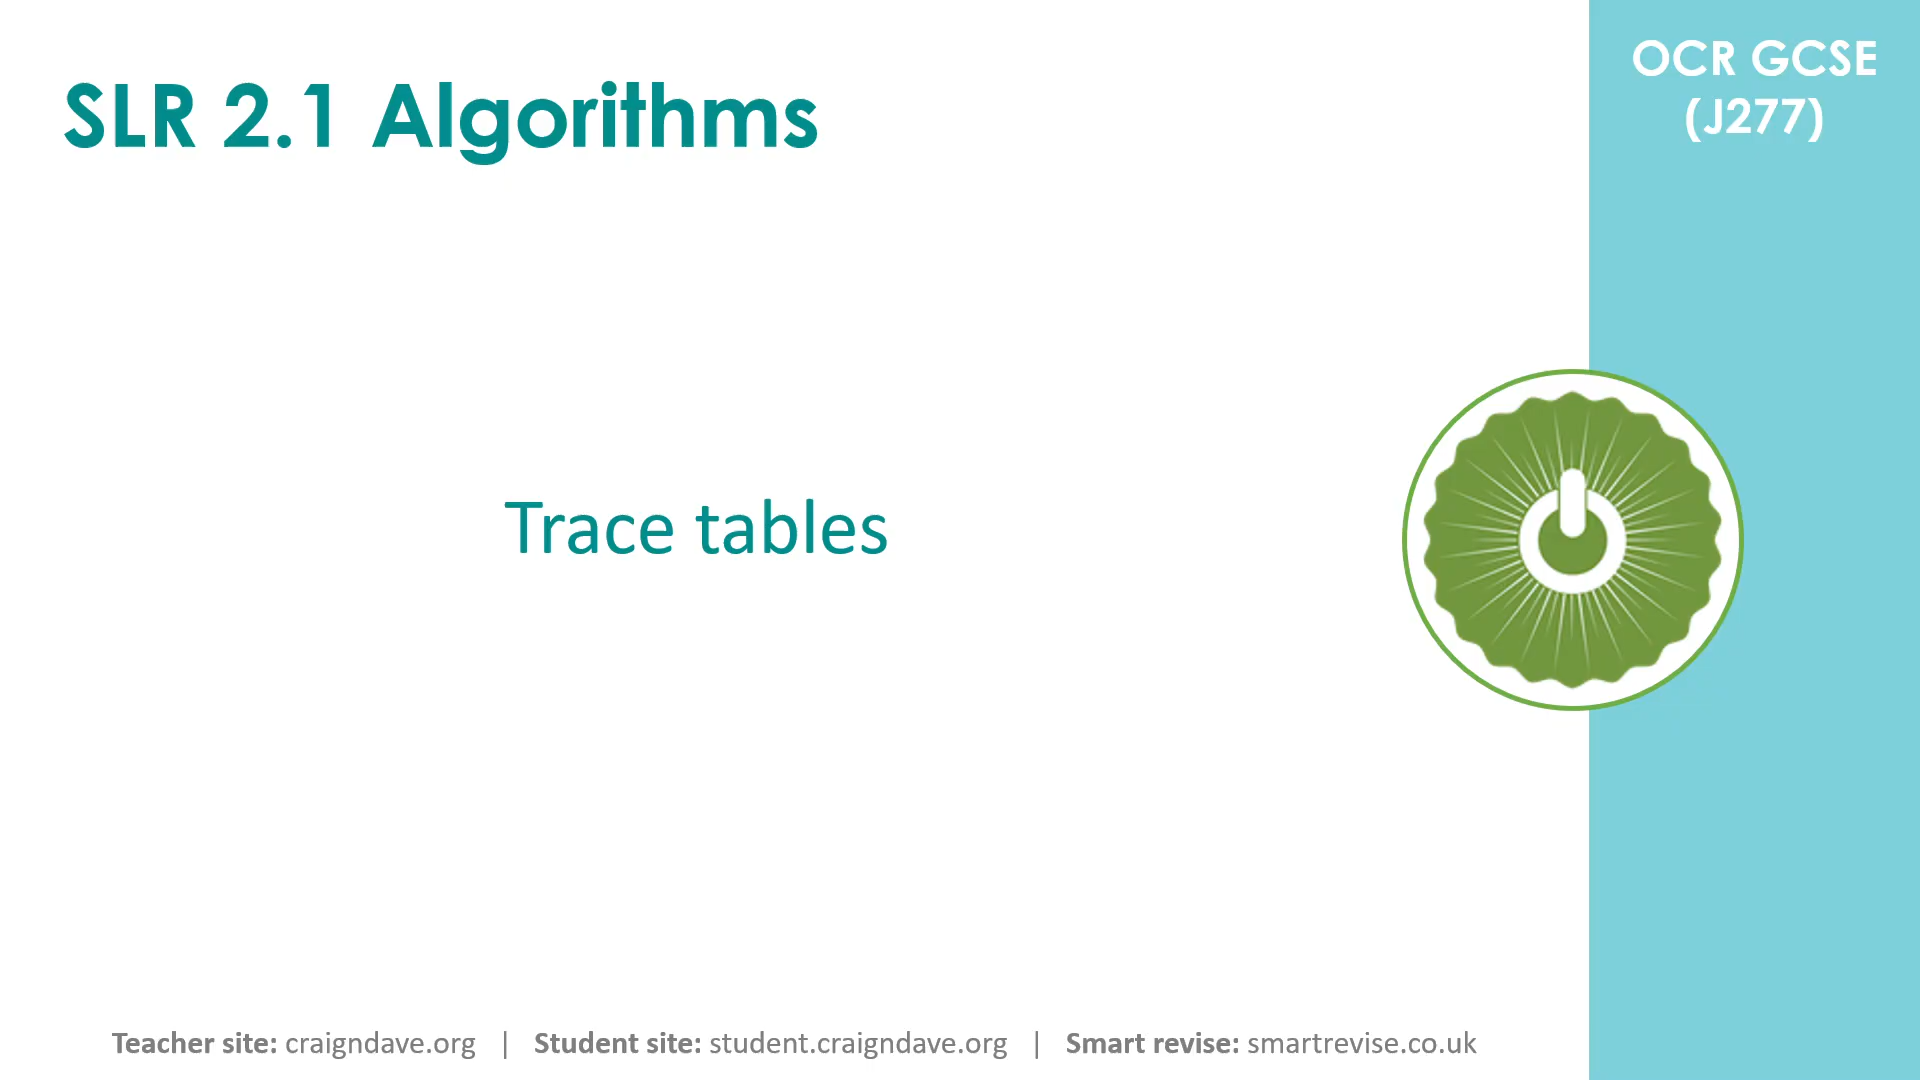 SLR 2.1 Algorithms
OCR GCSE
(J277)
Trace tables
Teacher site: craigndave.org | Student site: student.craigndave.org | Smart revise: smartrevise.co.uk